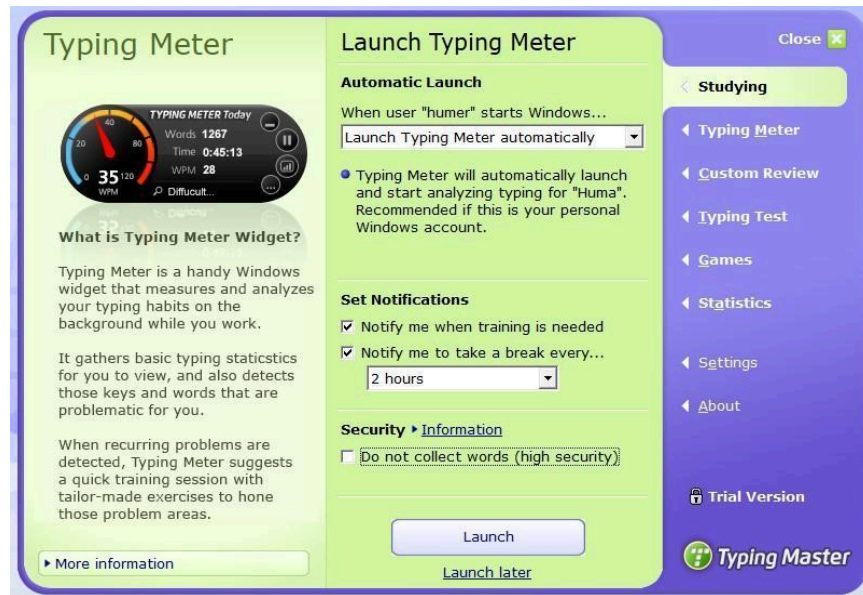 Typing Meter
TYPING METER Today
Words 1267
Time 0:45:13
WPM 28
20
40
80
120
0
35
WPM
Diffucult...
What is Typing Meter Widget?
Typing Meter is a handy Windows
widget that measures and analyzes
your typing habits on the
background while you work.
It gathers basic typing staticstics
for you to view, and also detects
those keys and words that are
problematic for you.
When recurring problems are
detected, Typing Meter suggests
a quick training session with
tailor-made exercises to hone
those problem areas.
More information
Launch Typing Meter
Automatic Launch
When user "humer" starts Windows...
Launch Typing Meter automatically
Typing Meter will automatically launch
and start analyzing typing for "Huma".
Recommended if this is your personal
Windows account.
Set Notifications
Notify me when training is needed
Notify me to take a break every...
2 hours
Security Information
Do not collect words (high security)
Launch
Launch later
Close
Studying
Typing Meter
Custom Review
Typing Test
Games
Statistics
Settings
About
Trial Version
Typing Master